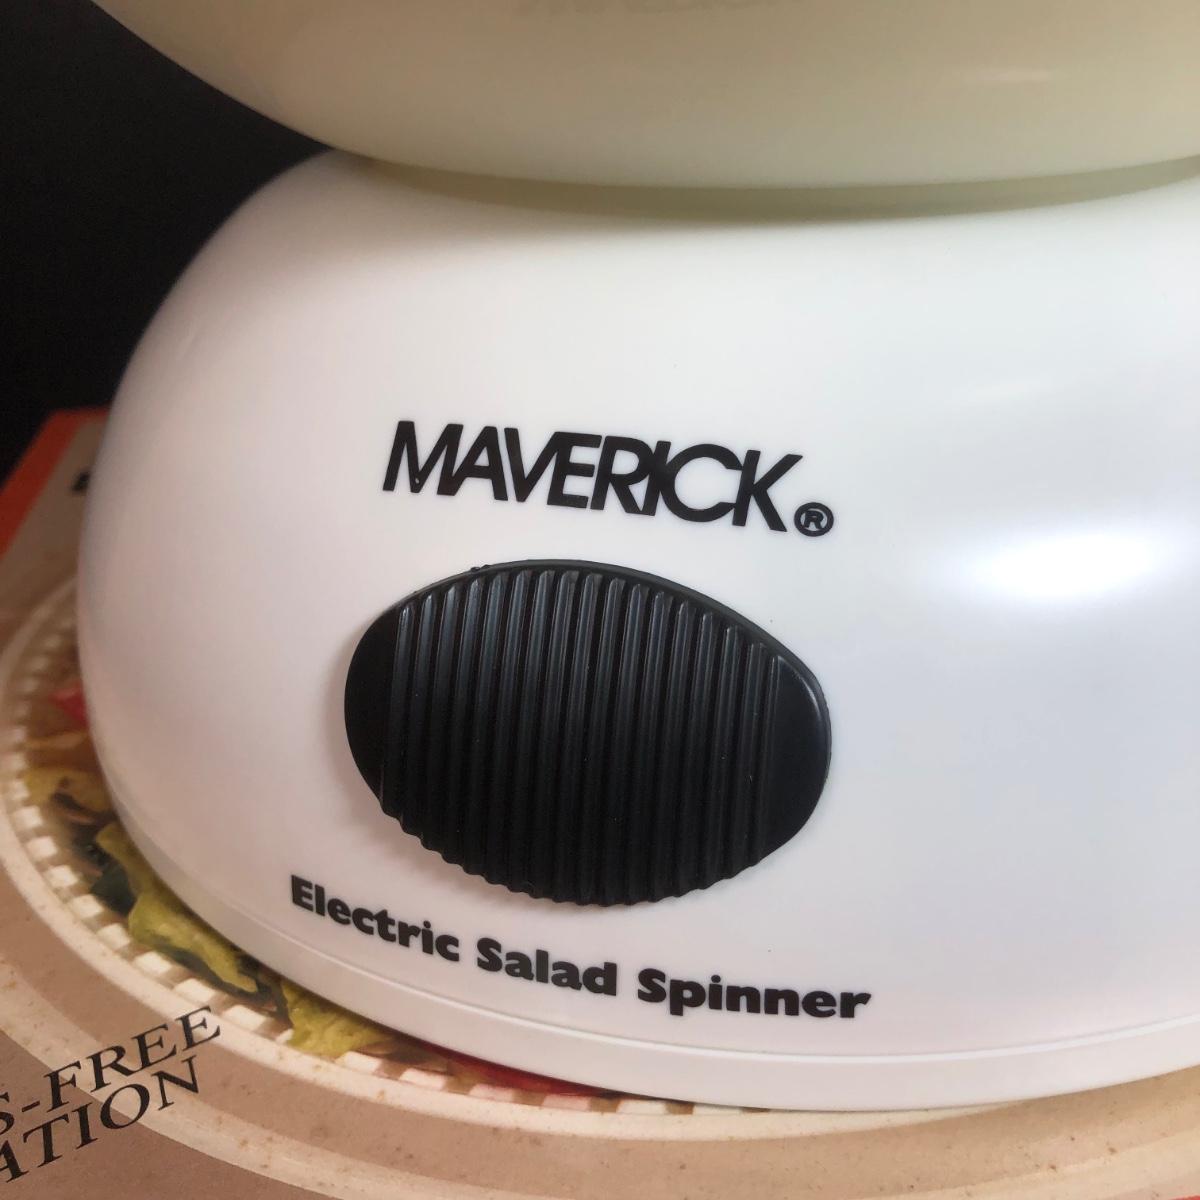 MAVERICK®
Electric Salad Spinner
S-FREE
ATION